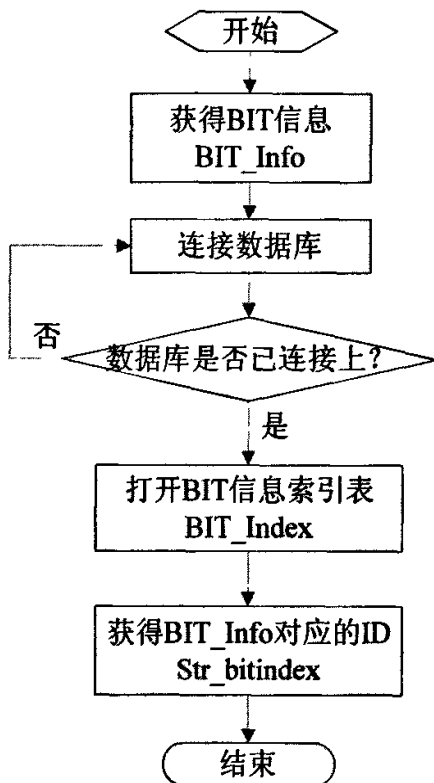 开始
获得BIT信息
BIT_Info
连接数据库
否
数据库是否已连接上?
是
打开BIT信息索引表
BIT_Index
获得BIT_Info对应的ID
Str_bitindex
结束